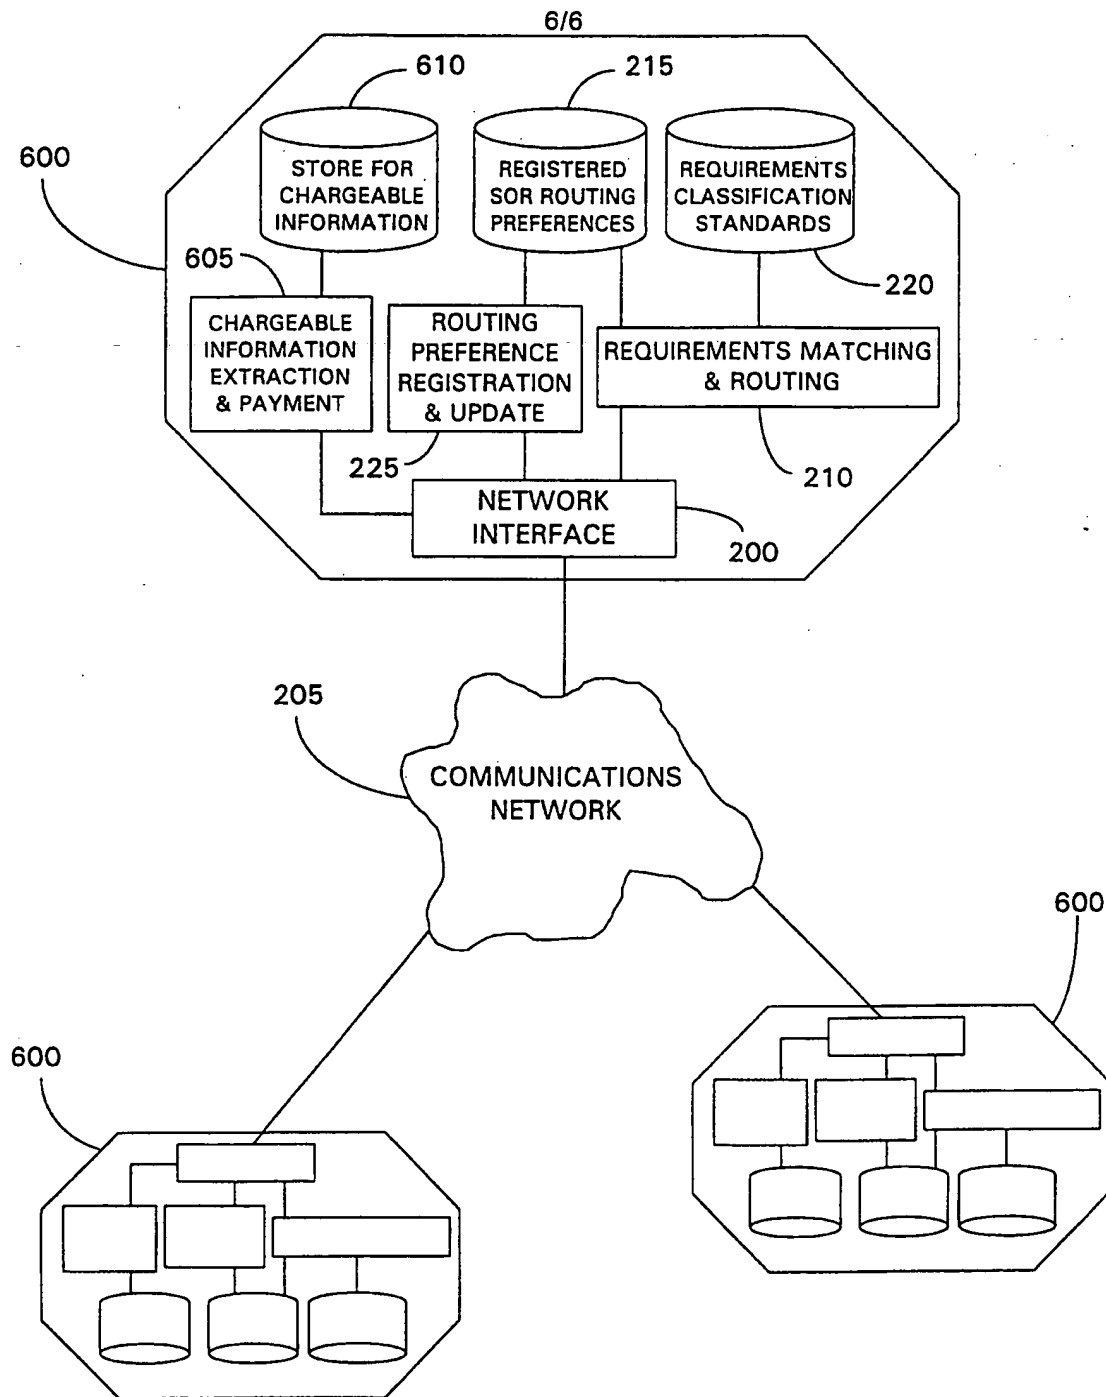 6/6
610
215
600
STORE FOR
CHARGEABLE
INFORMATION
REGISTERED
SOR ROUTING
PREFERENCES
REQUIREMENTS
CLASSIFICATION
STANDARDS
605
220
CHARGEABLE
INFORMATION
EXTRACTION
& PAYMENT
ROUTING
PREFERENCE
REGISTRATION
& UPDATE
REQUIREMENTS MATCHING
& ROUTING
225
210
NETWORK
INTERFACE
200
205
COMMUNICATIONS
NETWORK
600
600